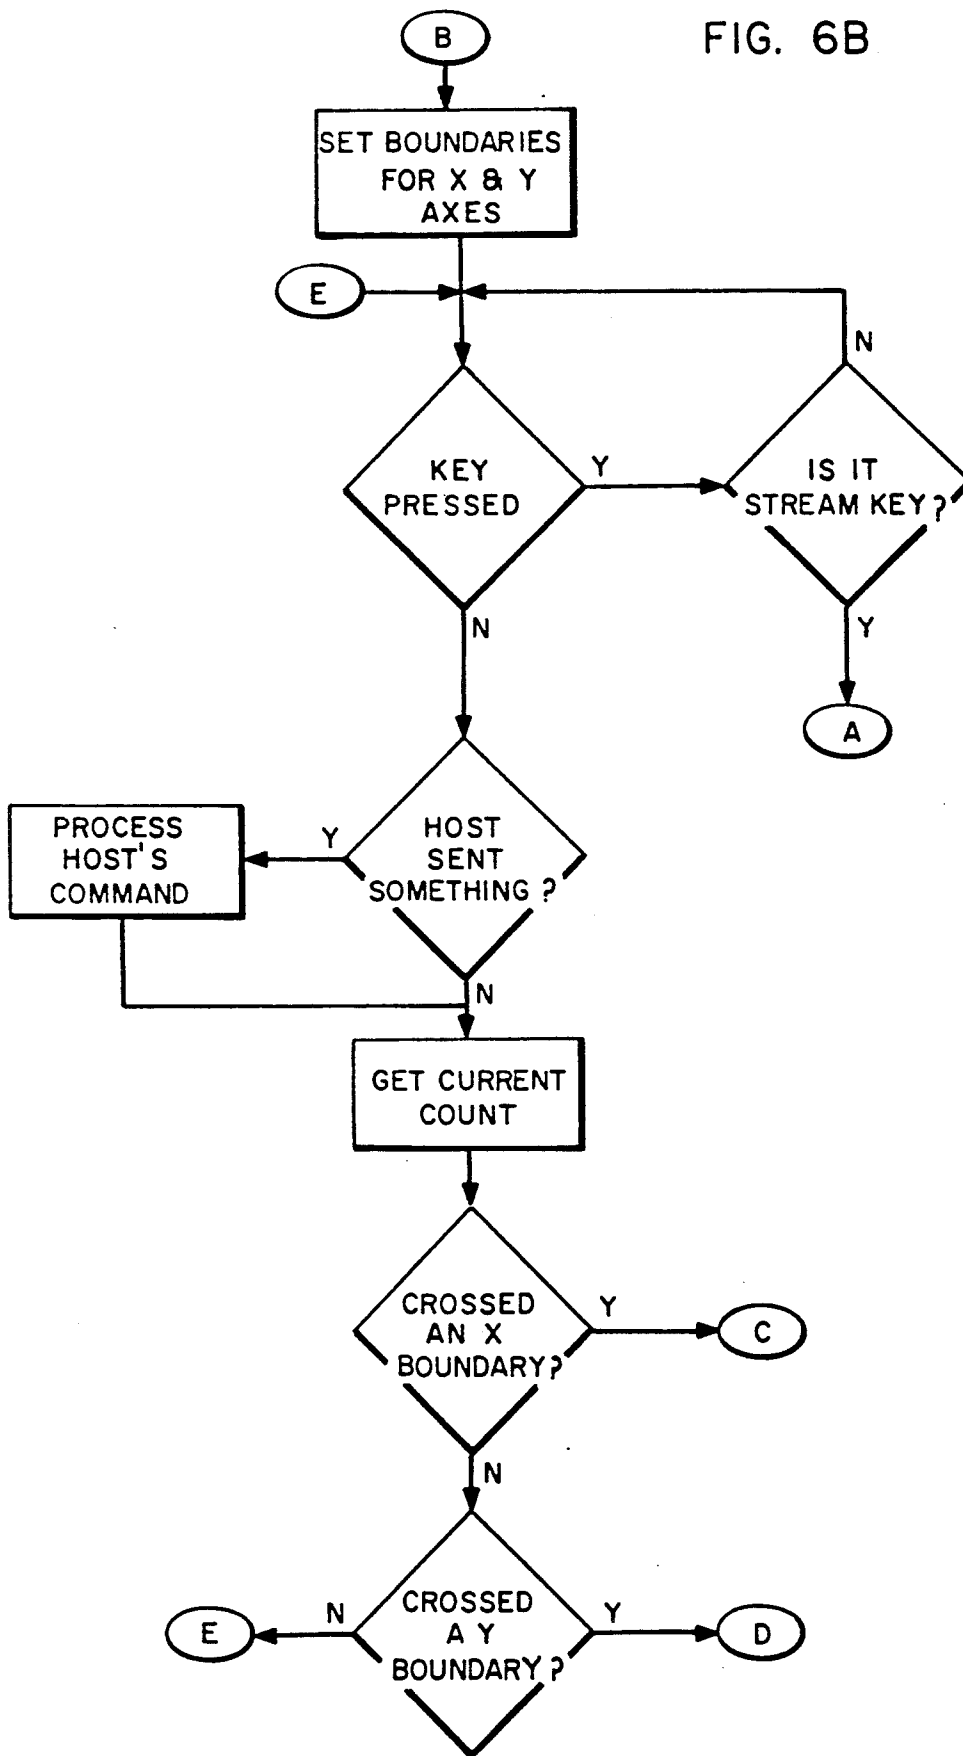 FIG. 6B
B
SET BOUNDARIES
FOR X & Y
AXES
E
N
KEY
PRESSED
Y
IS IT
STREAM KEY?
N
Y
A
PROCESS
HOST'S
COMMAND
Y
HOST
SENT
SOMETHING?
N
GET CURRENT
COUNT
CROSSED
AN X
BOUNDARY?
Y
C
N
E
N
CROSSED
A Y
BOUNDARY?
Y
D